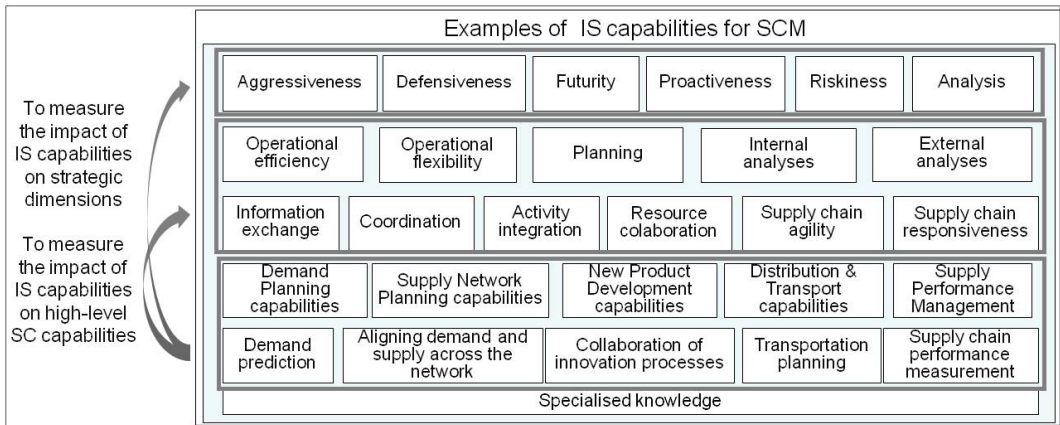 Examples of IS capabilities for SCM
To measure
the impact of
IS capabilities
on strategic
dimensions
To measure
the impact of
IS capabilities
on high-level
SC capabilities
Aggressiveness
Defensiveness
Futurity
Proactiveness
Riskiness
Analysis
Operational
efficiency
Operational
flexibility
Planning
Internal
analyses
External
analyses
Information
exchange
Coordination
Activity
integration
Resource
colaboration
Supply chain
agility
Supply chain
responsiveness
Demand
Planning
capabilities
Supply Network
Planning capabilities
New Product
Development
capabilities
Distribution &
Transport
capabilities
Supply
Performance
Management
Demand
prediction
Aligning demand and
supply across the
network
Collaboration of
innovation processes
Transportation
planning
Supply chain
performance
measurement
Specialised knowledge